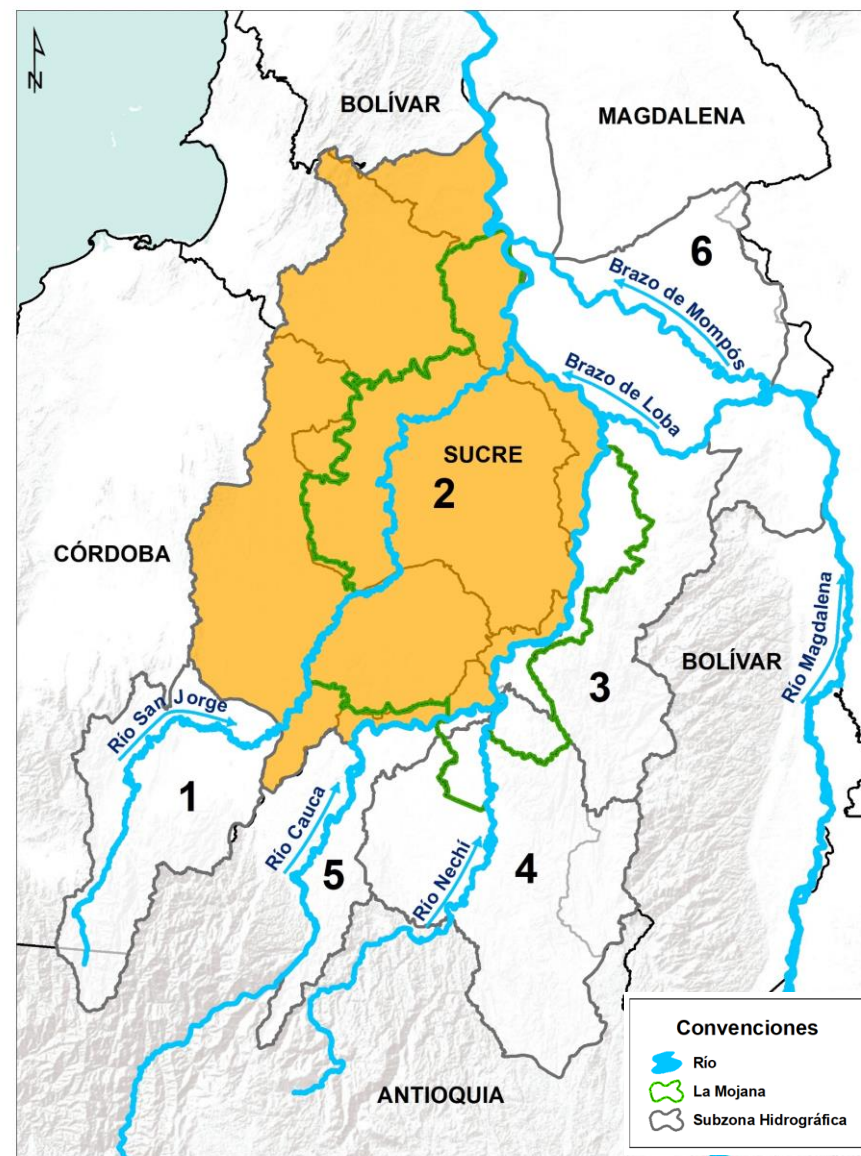 N
BOLÍVAR
MAGDALENA
6
Brazo de Mompós
Brazo de Loba
SUCRE
2
CÓRDOBA
BOLÍVAR
Río Magdalena
3
Río San Jorge
1
Río Cauca
5
Río Nechí
4
ANTIOQUIA
Convenciones
Río
La Mojana
Subzona Hidrográfica